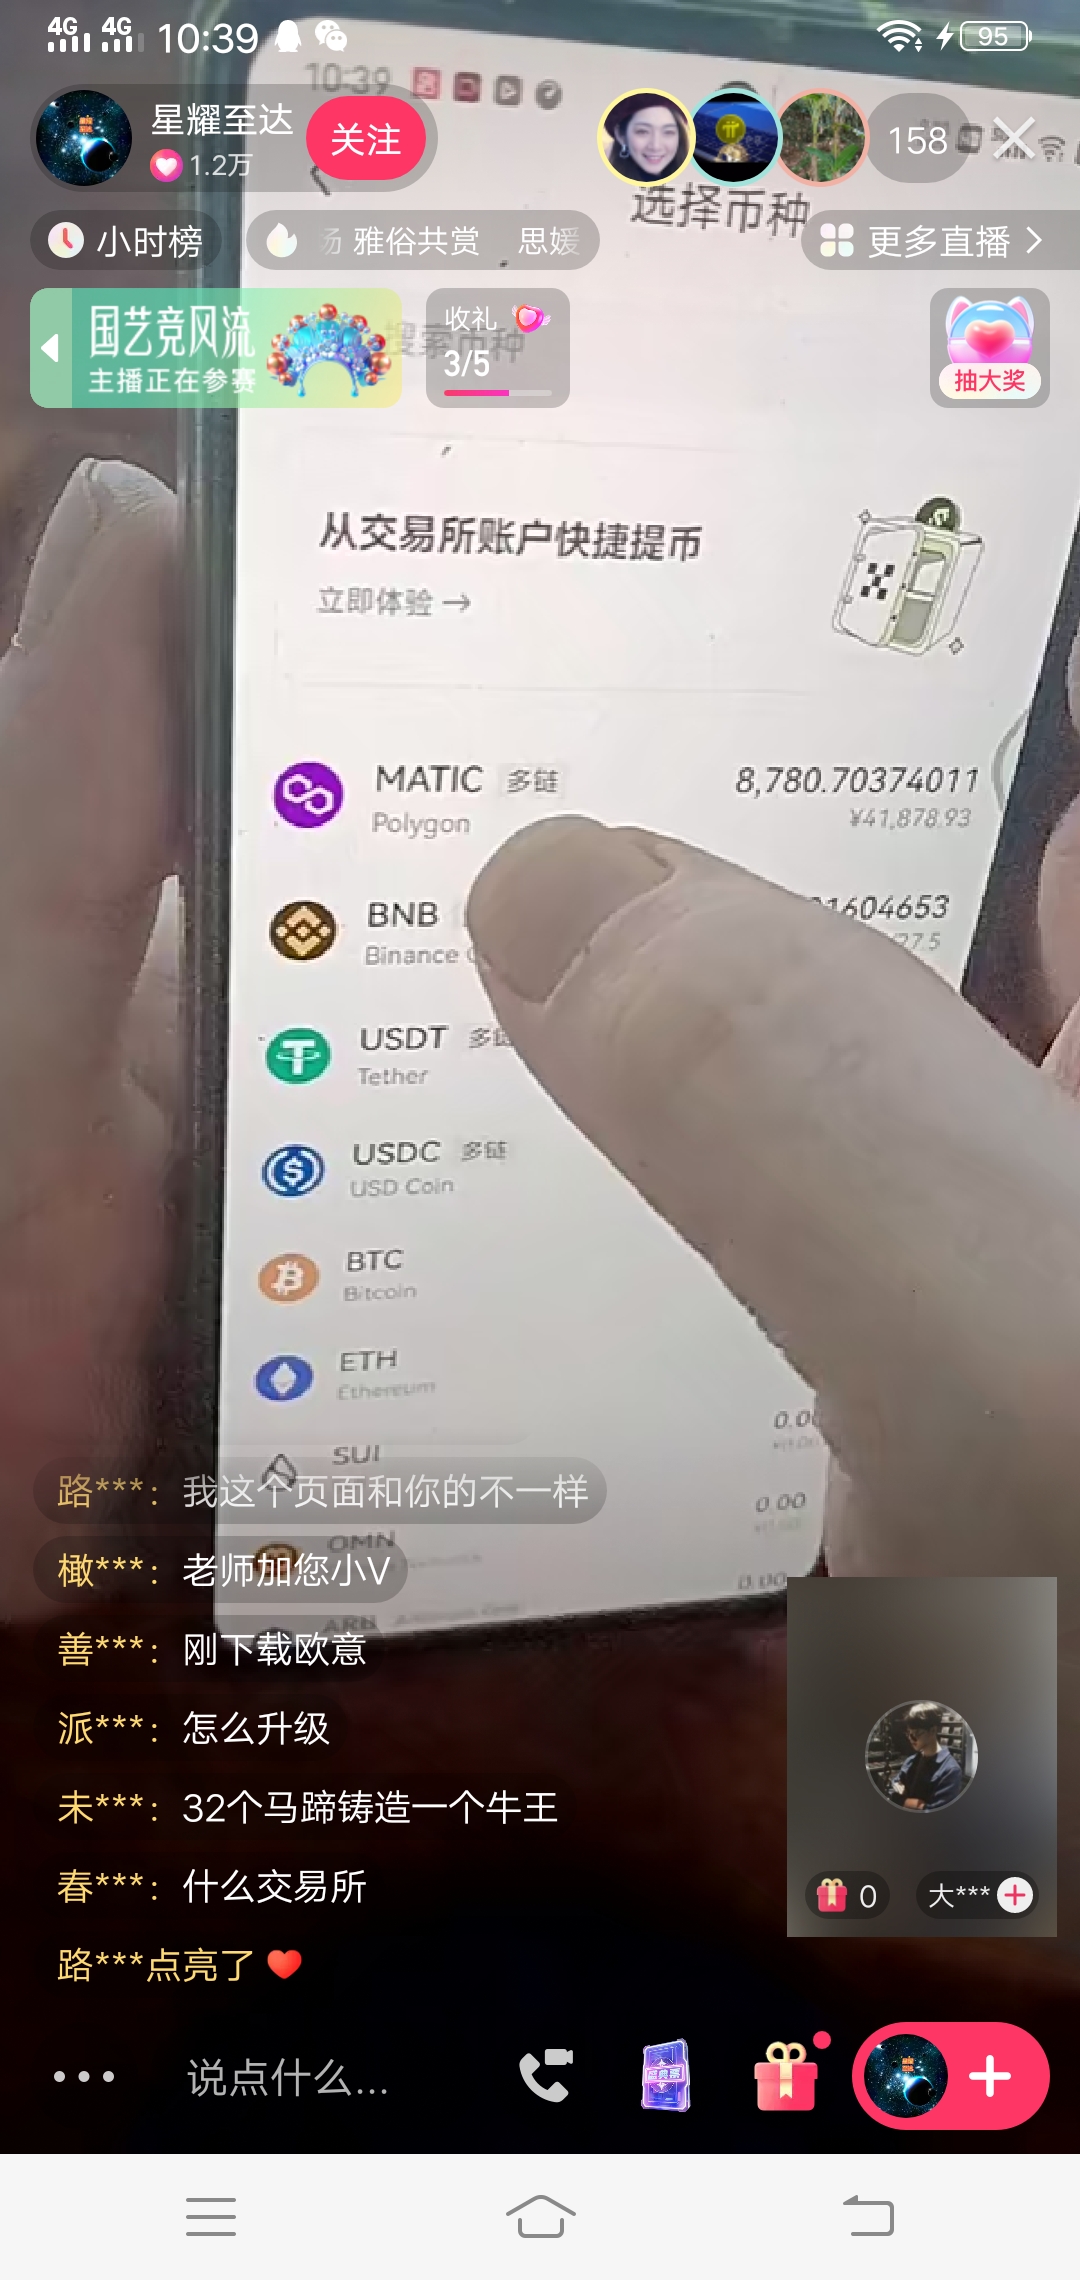 4G 4G 10:39 95
10:39
星耀至达 关注 158
1.2万
选择币种
小时榜 雅俗共赏 思媛 更多直播
国艺竞风流
主播正在参赛
收礼
3/5
搜索币种
抽大奖
从交易所账户快捷提币
立即体验 →
MATIC 多链 8,780.70374011
Polygon ¥41,878.93
BNB 1604653
Binance 27.5
USDT 多链
Tether
USDC 多链
USD Coin
BTC
Bitcoin
ETH
Ethereum
0.00
SUI
路***: 我这个页面和你的不一样
0.00
OMN
橄***: 老师加您小V
0.00
ARB
善***: 刚下载欧意
派***: 怎么升级
未***: 32个马蹄铸造一个牛王
春***: 什么交易所
0 大***
路***点亮了
说点什么...